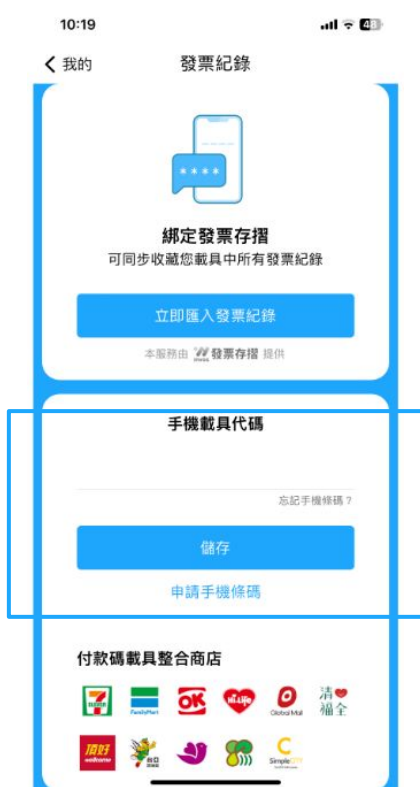 10:19
48
我的
發票紀錄
****
綁定發票存摺
可同步收藏您載具中所有發票紀錄
立即匯入發票紀錄
本服務由 發票存摺 提供
手機載具代碼
忘記手機條碼？
儲存
申請手機條碼
付款碼載具整合商店
FamilyMart
OK
Hi-Life
Global Mall
清
福全
頂好
wellcome
Simple